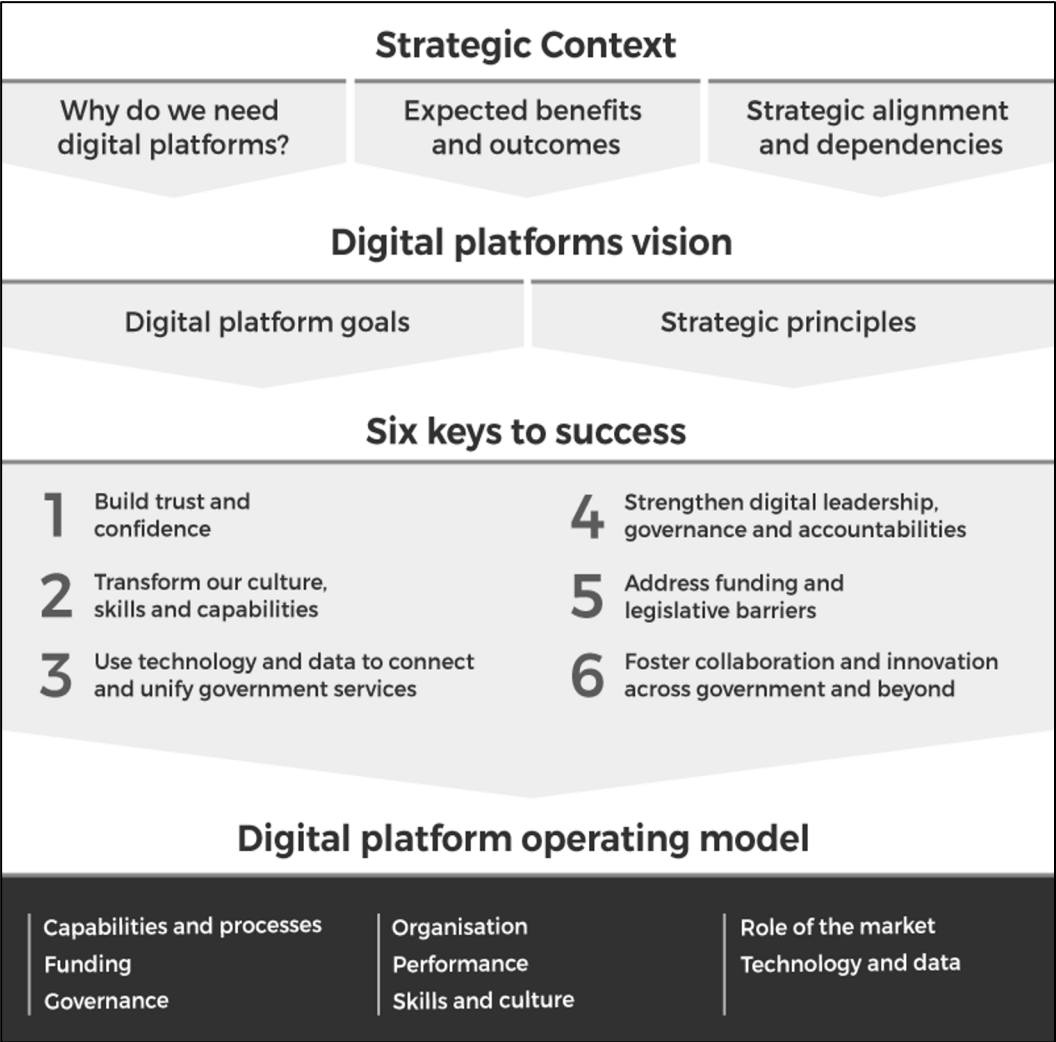 Strategic Context
Why do we need
digital platforms?
Expected benefits
and outcomes
Strategic alignment
and dependencies
Digital platforms vision
Digital platform goals
Strategic principles
Six keys to success
1 Build trust and
confidence
2 Transform our culture,
skills and capabilities
3 Use technology and data to connect
and unify government services
4 Strengthen digital leadership,
governance and accountabilities
5 Address funding and
legislative barriers
6 Foster collaboration and innovation
across government and beyond
Digital platform operating model
Capabilities and processes
Funding
Governance
Organisation
Performance
Skills and culture
Role of the market
Technology and data